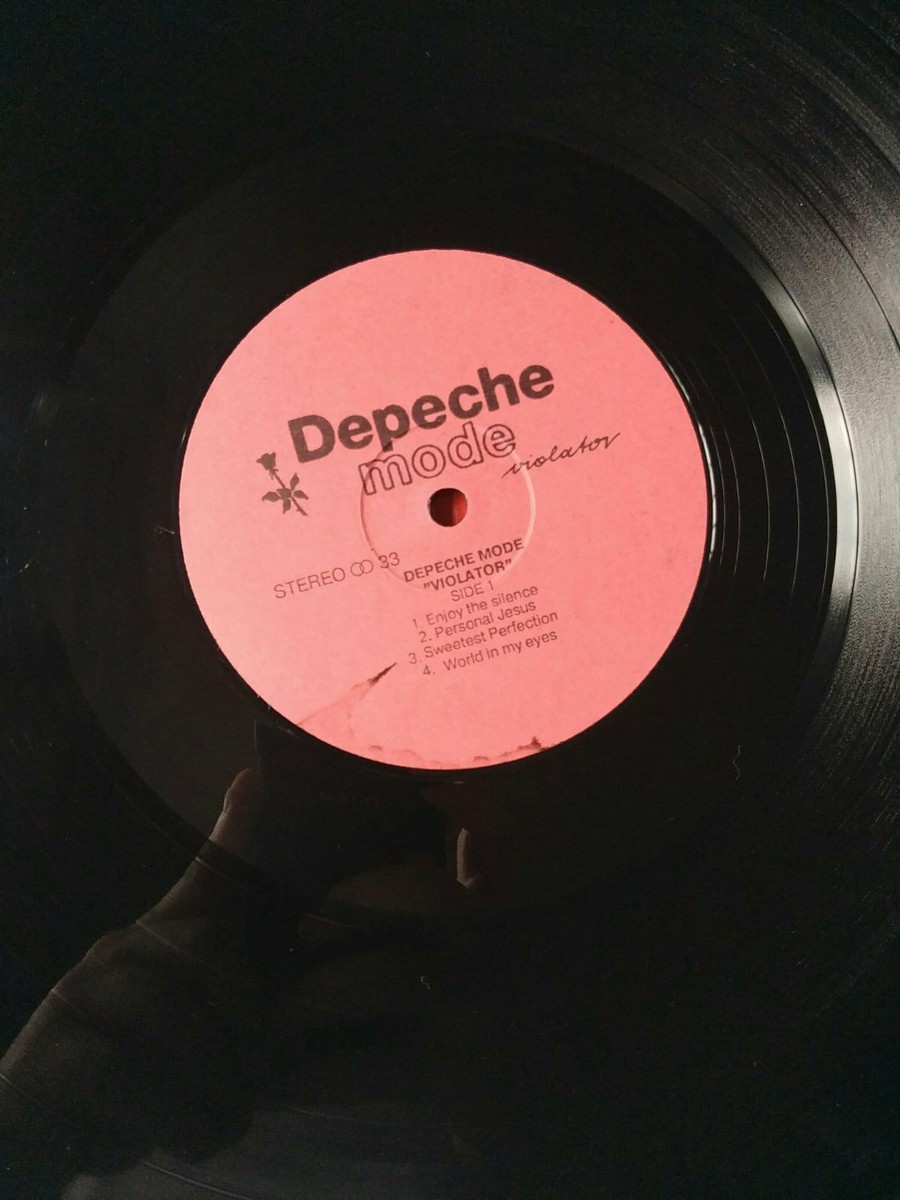 Depeche
mode
violator
STEREO OO 33
DEPECHE MODE
"VIOLATOR"
SIDE 1
1. Enjoy the silence
2. Personal Jesus
3. Sweetest Perfection
4. World in my eyes